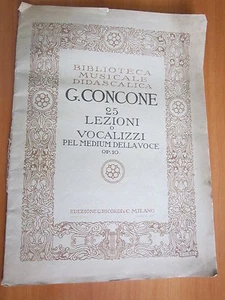 BIBLIOTECA
MUSICALE
DIDASCALICA
G. CONCONE
25
LEZIONI
O
VOCALIZZI
PEL MEDIUM DELLA VOCE
OP. 10
EDIZIONI G. RICORDI & C. MILANO